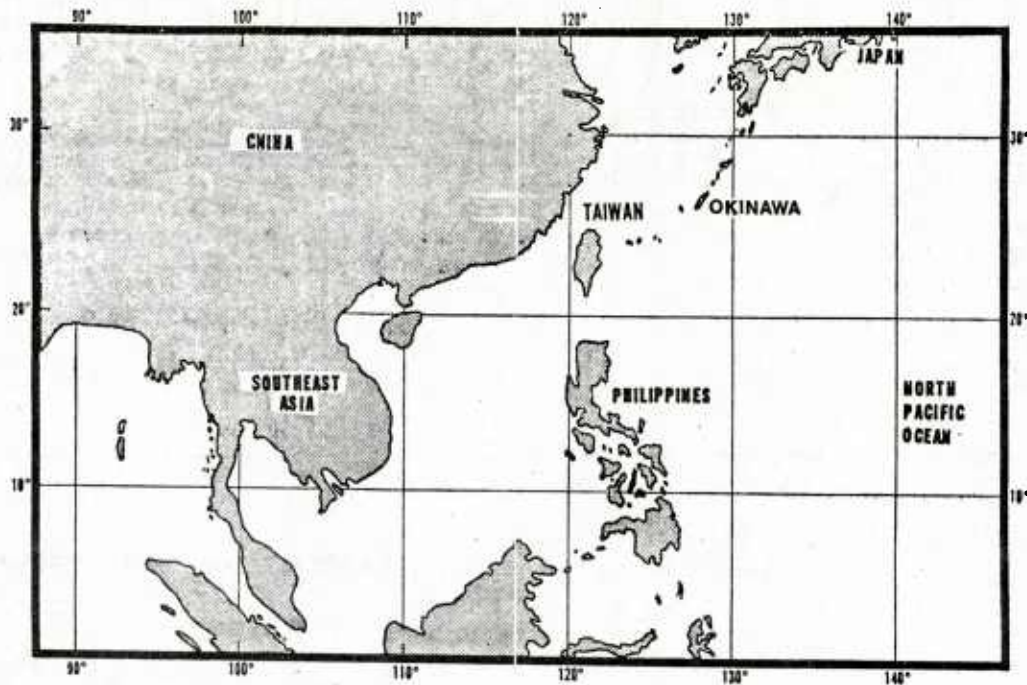 90° 100° 110° 120° 130° 140°
JAPAN
30° 30°
CHINA
TAIWAN OKINAWA
20° 20°
SOUTHEAST
ASIA
PHILIPPINES
NORTH
PACIFIC
OCEAN
10° 10°
90° 100° 110° 120° 130° 140°